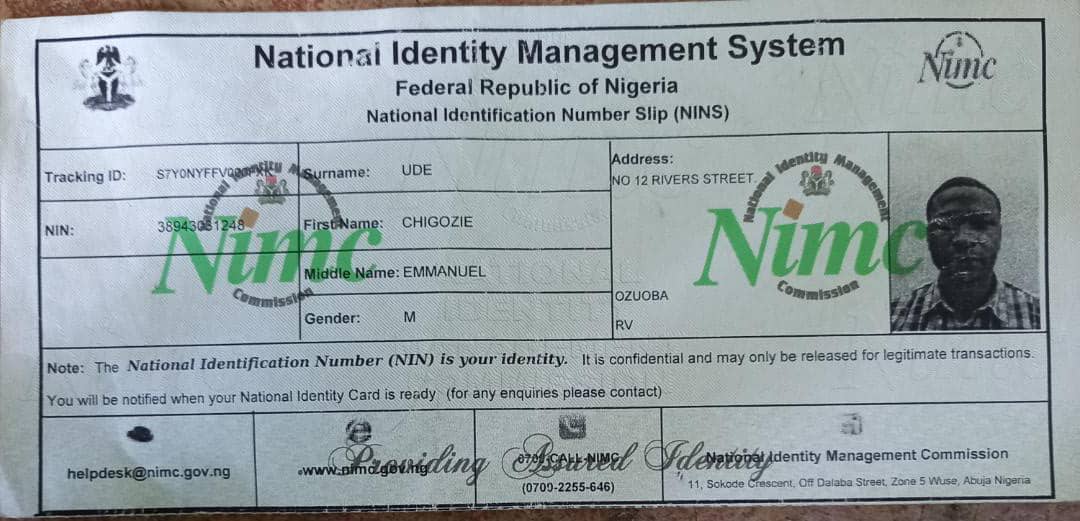 National Identity Management System
Federal Republic of Nigeria
National Identification Number Slip (NINS)
Nimc
Tracking ID:
Surname: UDE
Address:
NO 12 RIVERS STREET
NIN:
First Name: CHIGOZIE
Middle Name: EMMANUEL
OZUOBA
Gender: M
RV
National Identity Management
Nimc
Commission
National Identity Management
Nimc
Commission
Note: The National Identification Number (NIN) is your identity. It is confidential and may only be released for legitimate transactions.
You will be notified when your National Identity Card is ready (for any enquiries please contact)
helpdesk@nimc.gov.ng
www.nimc.gov.ng
0700-CALL-NIMC
(0700-2255-646)
National Identity Management Commission
11, Sokode Crescent, Off Dalaba Street, Zone 5 Wuse, Abuja Nigeria
Providing Assured Identity